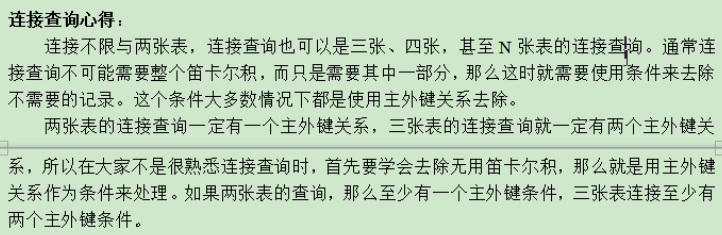 连接查询心得：
连接不限与两张表，连接查询也可以是三张、四张，甚至 N 张表的连接查询。通常连
接查询不可能需要整个笛卡尔积，而只是需要其中一部分，那么这时就需要使用条件来去除
不需要的记录。这个条件大多数情况下都是使用主外键关系去除。
两张表的连接查询一定有一个主外键关系，三张表的连接查询就一定有两个主外键关
系，所以在大家不是很熟悉连接查询时，首先要学会去除无用笛卡尔积，那么就是用主外键
关系作为条件来处理。如果两张表的查询，那么至少有一个主外键条件，三张表连接至少有
两个主外键条件。